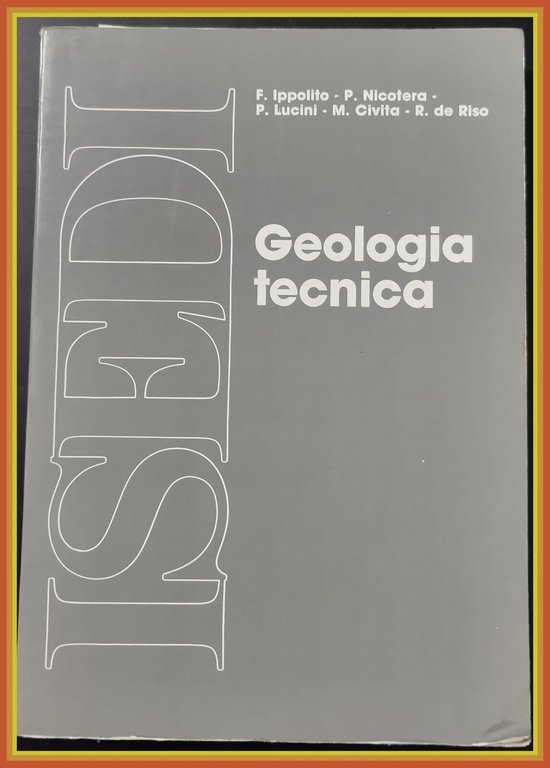 F. Ippolito - P. Nicotera -
P. Lucini - M. Civita - R. de Riso
Geologia
tecnica
ISEDI